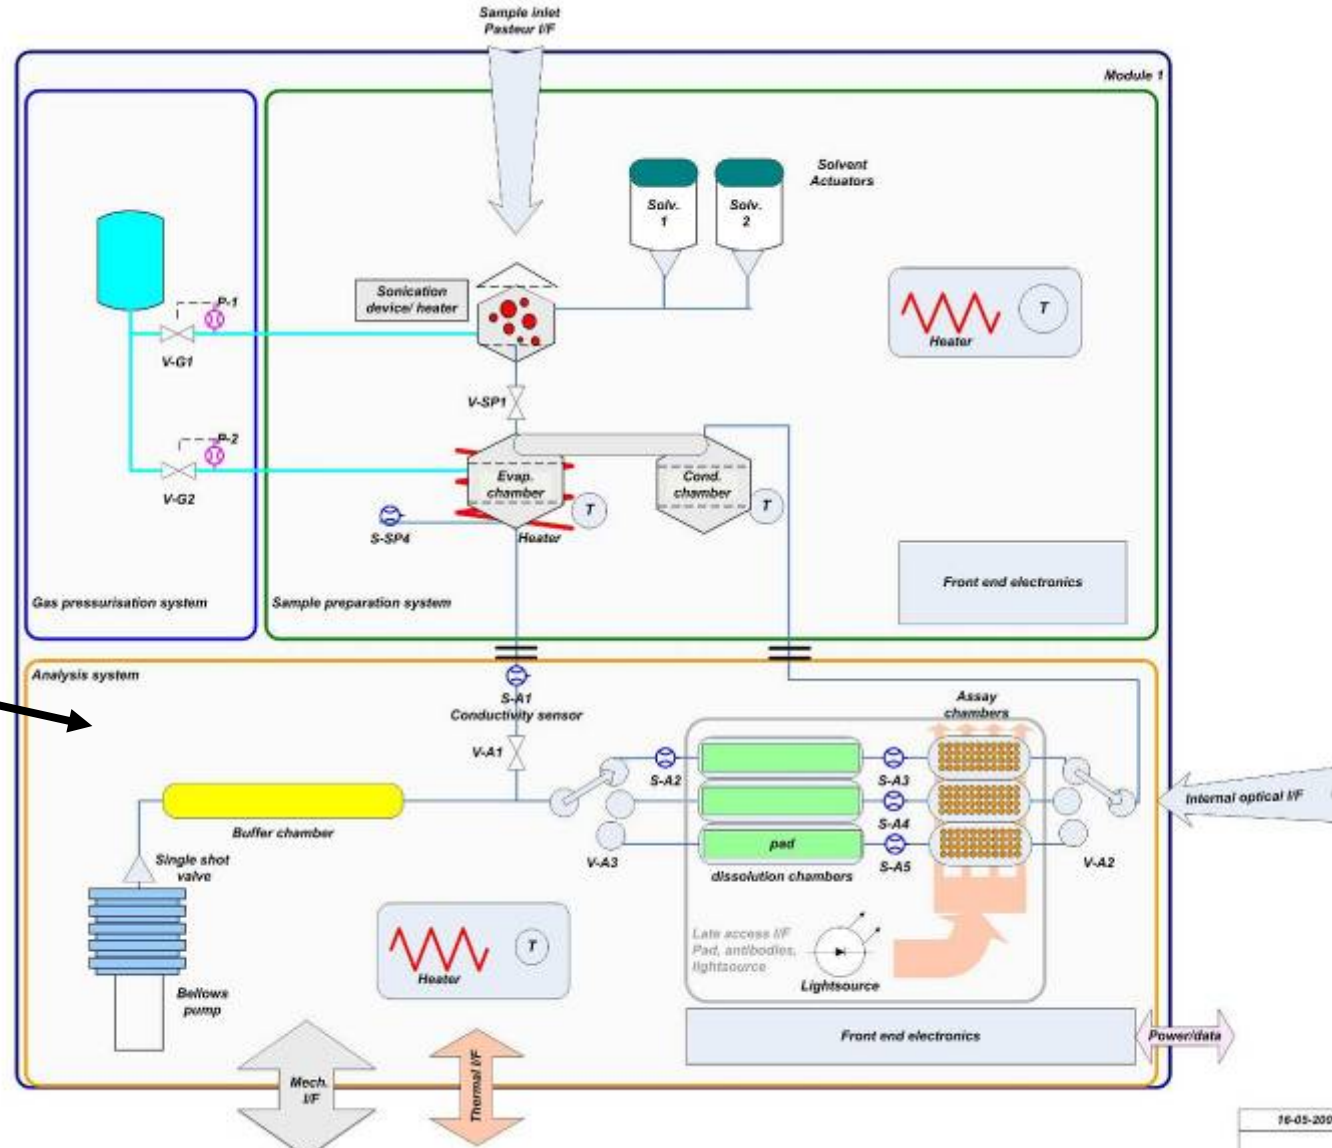 Sample inlet
Pasteur I/F
Module 1
Solvent
Actuators
Solv.
1
Solv.
2
Sonication
device/ heater
P-1
T
Heater
V-G1
V-SP1
P-2
Evap.
chamber
Cond.
chamber
V-G2
T
T
S-SP4
Heater
Front end electronics
Gas pressurisation system
Sample preparation system
Analysis system
S-A1
Conductivity sensor
Assay
chambers
V-A1
S-A2
S-A3
Internal optical I/F
Buffer chamber
S-A4
pad
V-A3
S-A5
V-A2
Single shot
valve
dissolution chambers
Late access I/F
Pad, antibodies,
lightsource
T
Heater
Lightsource
Bellows
pump
Front end electronics
Power/data
Mech.
I/F
Thermal I/F